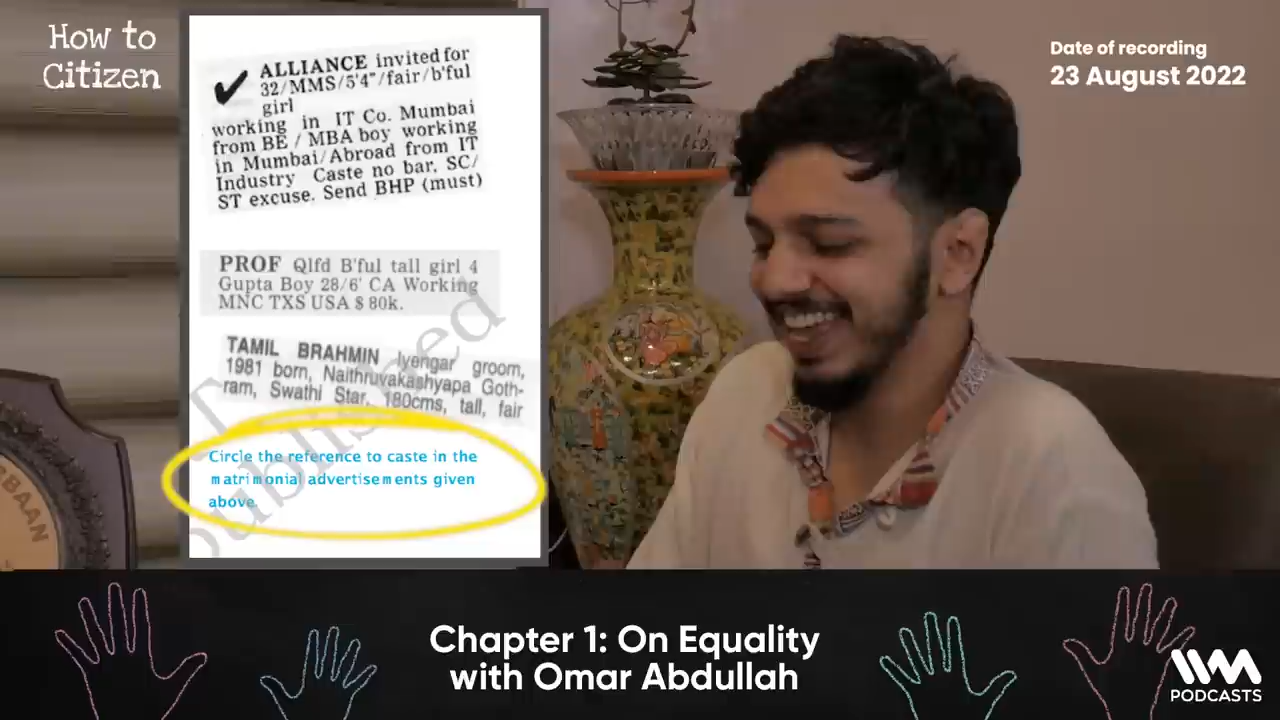 How to
Citizen
ALLIANCE invited for
32/MMS/5'4"/fair/b'ful
girl
working in IT Co. Mumbai
from BE / MBA boy working
in Mumbai/Abroad from IT
Industry Caste no bar, SC/
ST excuse. Send BHP (must)
PROF Qlfd B'ful tall girl 4
Gupta Boy 28/6' CA Working
MNC TXS USA $ 80k.
TAMIL BRAHMIN Iyengar groom,
1981 born, Naithruvakashyapa Goth-
ram, Swathi Star, 180cms, tall, fair
Circle the reference to caste in the
matrimonial advertisements given
above.
published
Date of recording
23 August 2022
Chapter 1: On Equality
with Omar Abdullah
IVM
PODCASTS